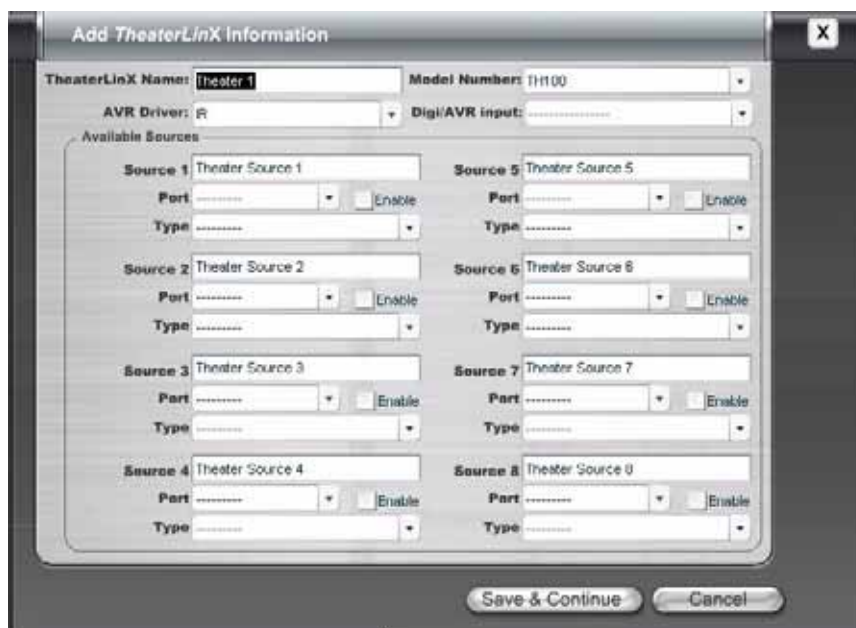 Add TheaterLinX Information
X
TheaterLinX Name: Theater 1 Model Number: TH100
AVR Driver: IR Digi/AVR input: ----------------
Available Sources
Source 1 Theater Source 1 Source 5 Theater Source 5
Port --------- Enable Port --------- Enable
Type --------- Type ---------
Source 2 Theater Source 2 Source 6 Theater Source 6
Port --------- Enable Port --------- Enable
Type --------- Type ---------
Source 3 Theater Source 3 Source 7 Theater Source 7
Port --------- Enable Port --------- Enable
Type --------- Type ---------
Source 4 Theater Source 4 Source 8 Theater Source 8
Port --------- Enable Port --------- Enable
Type --------- Type ---------
Save & Continue Cancel